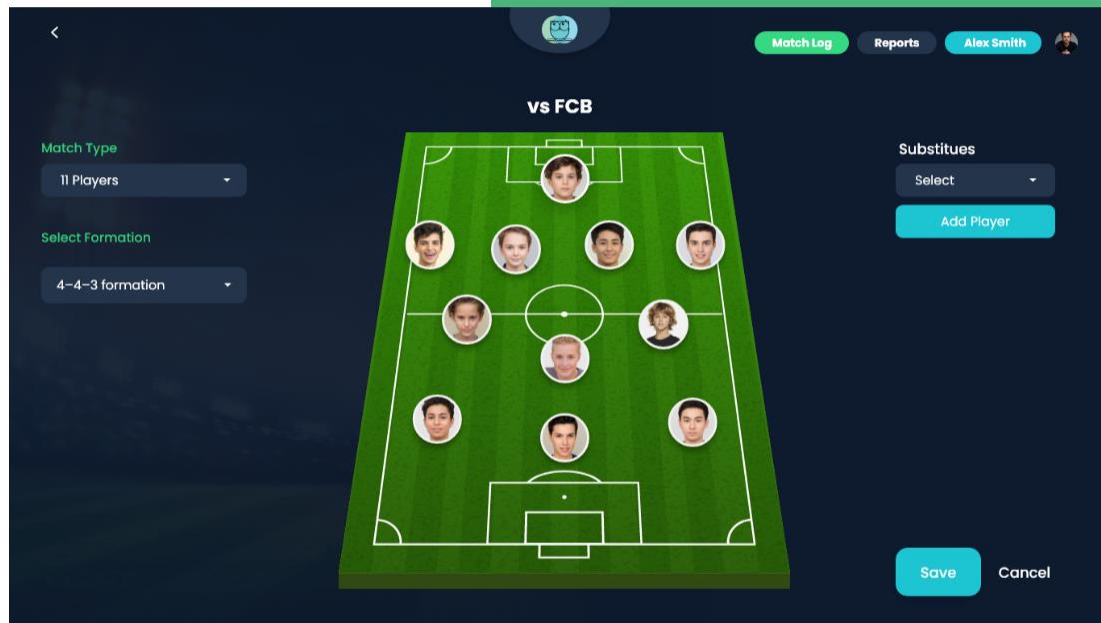 Match Log
Reports
Alex Smith
vs FCB
Match Type
11 Players
Select Formation
4-4-3 formation
Substitues
Select
Add Player
Save
Cancel